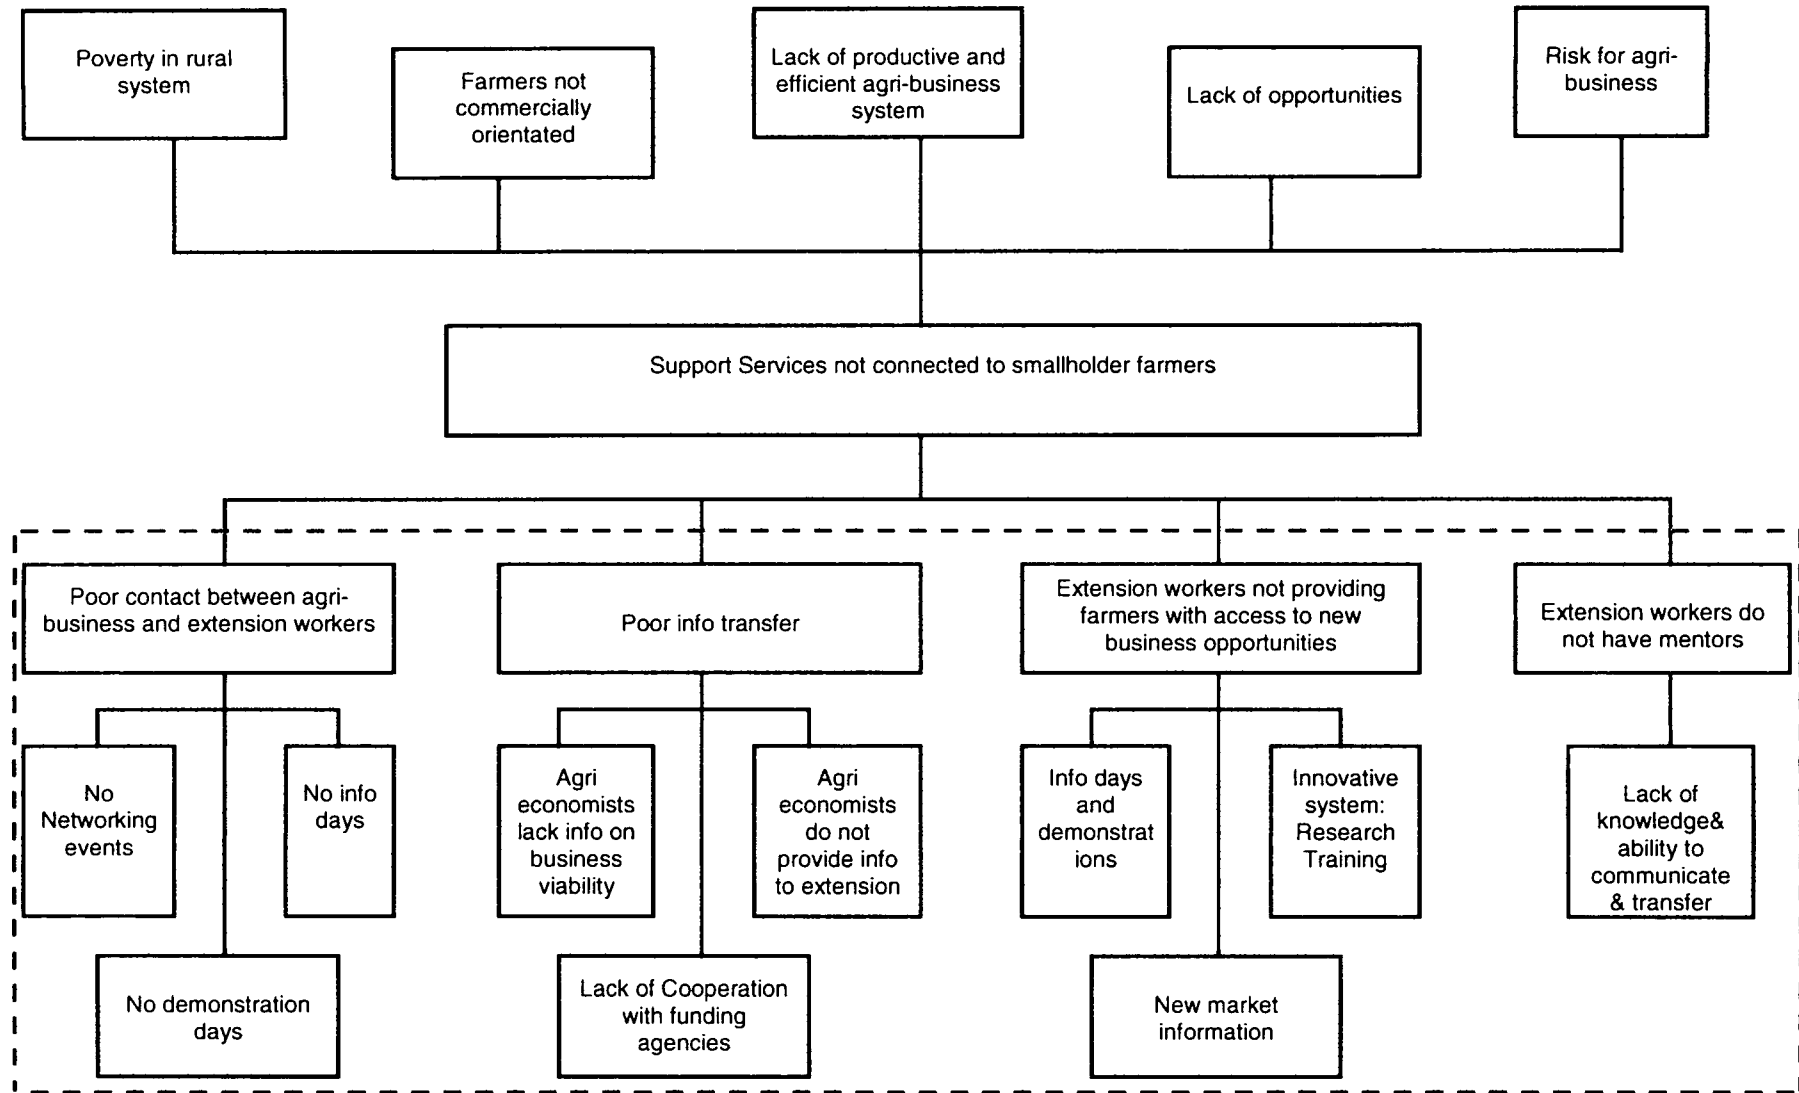 Poverty in rural
system
Farmers not
commercially
orientated
Lack of productive and
efficient agri-business
system
Lack of opportunities
Risk for agri-
business
Support Services not connected to smallholder farmers
Poor contact between agri-
business and extension workers
Poor info transfer
Extension workers not providing
farmers with access to new
business opportunities
Extension workers do
not have mentors
No
Networking
events
No info
days
Agri
economists
lack info on
business
viability
Agri
economists
do not
provide info
to extension
Info days
and
demonstrat
ions
Innovative
system:
Research
Training
Lack of
knowledge&
ability to
communicate
& transfer
No demonstration
days
Lack of Cooperation
with funding
agencies
New market
information